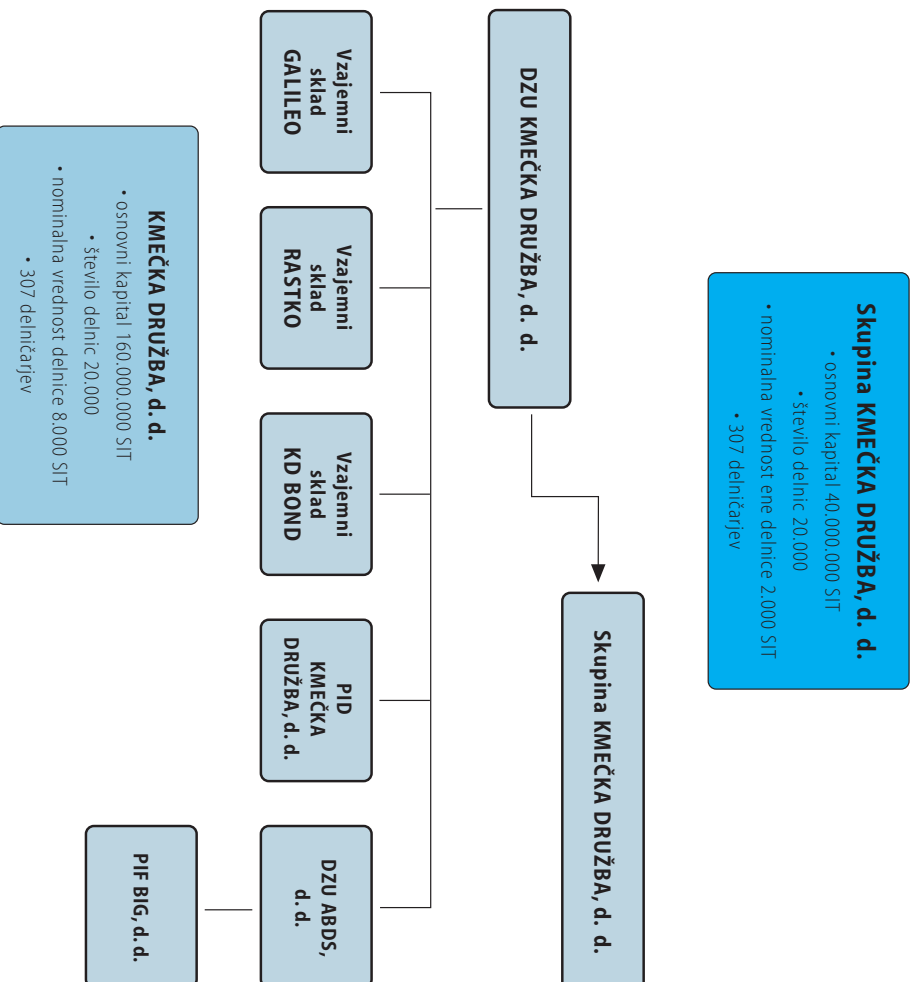 Skupina KMEČKA DRUŽBA, d. d.
• osnovni kapital 40.000.000 SIT
• število delnic 20.000
• nominalna vrednost ene delnice 2.000 SIT
• 307 delničarjev
DZU KMEČKA DRUŽBA, d. d.
Skupina KMEČKA DRUŽBA, d. d.
Vzajemni
sklad
GALILEO
Vzajemni
sklad
RASTKO
Vzajemni
sklad
KD BOND
PID
KMEČKA
DRUŽBA, d. d.
DZU ABDS,
d. d.
PIF BIG, d. d.
KMEČKA DRUŽBA, d. d.
• osnovni kapital 160.000.000 SIT
• število delnic 20.000
• nominalna vrednost delnice 8.000 SIT
• 307 delničarjev